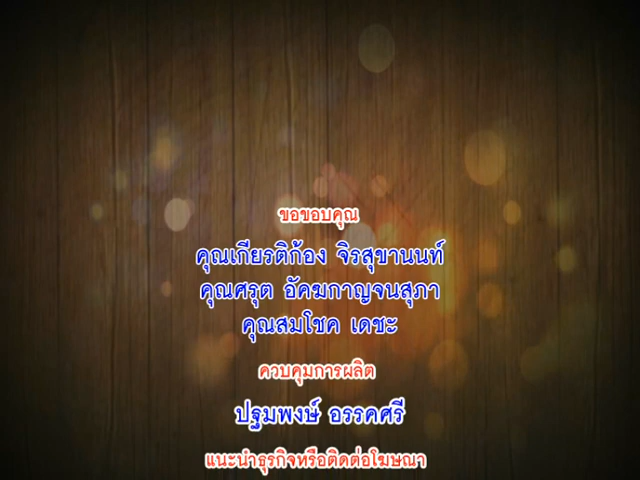 ขอขอบคุณ
คุณเกียรติก้อง จิรสุขานนท์
คุณศรุต อัคฆกาญจนสุภา
คุณสมโชค เดชะ
ควบคุมการผลิต
ปฐมพงษ์ อรรคศรี
แนะนำธุรกิจหรือติดต่อโฆษณา